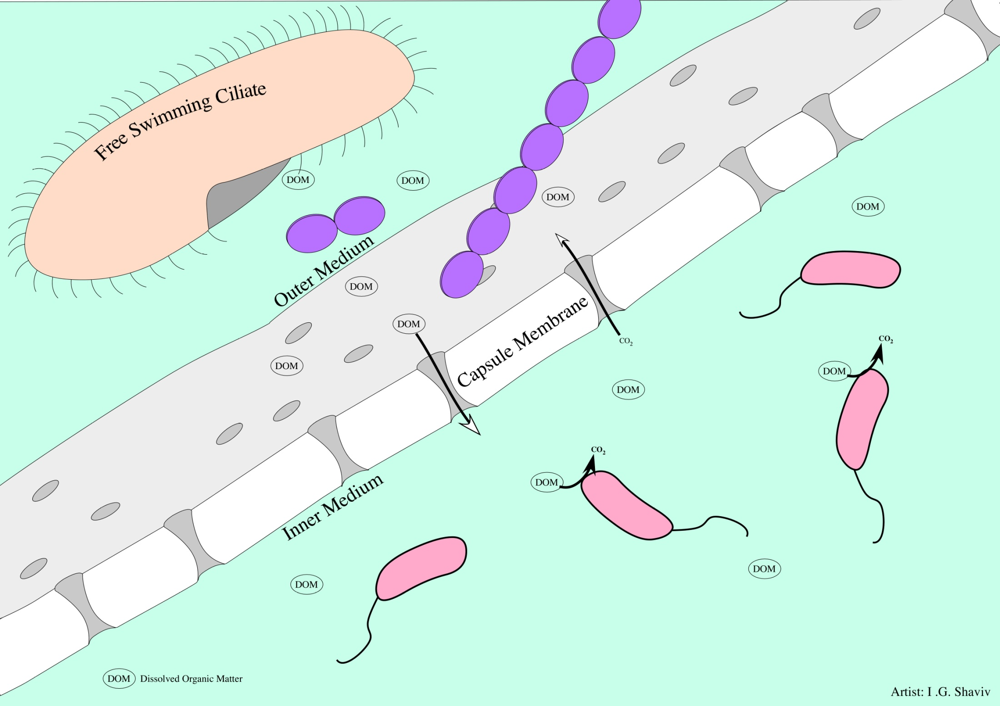 Free Swimming Ciliate
DOM
DOM
DOM
DOM
Outer Medium
DOM
DOM
Capsule Membrane
CO₂
CO₂
DOM
DOM
DOM
CO₂
DOM
Inner Medium
DOM
DOM
DOM Dissolved Organic Matter
Artist: I .G. Shaviv